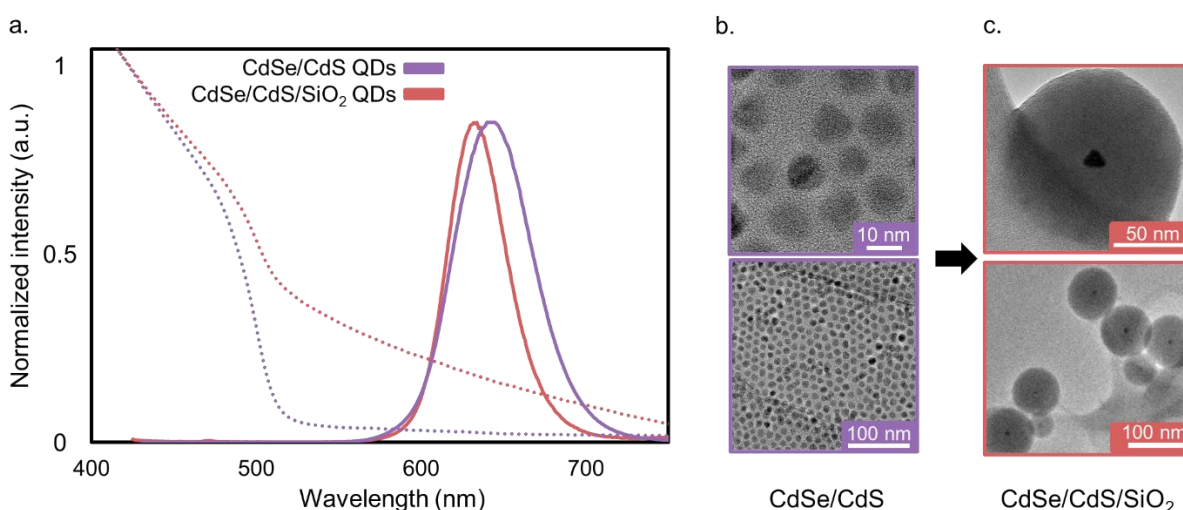 a.
b.
c.
1
0.5
0
Normalized intensity (a.u.)
CdSe/CdS QDs
CdSe/CdS/SiO₂ QDs
400
500
600
700
Wavelength (nm)
10 nm
100 nm
CdSe/CdS
50 nm
100 nm
CdSe/CdS/SiO₂